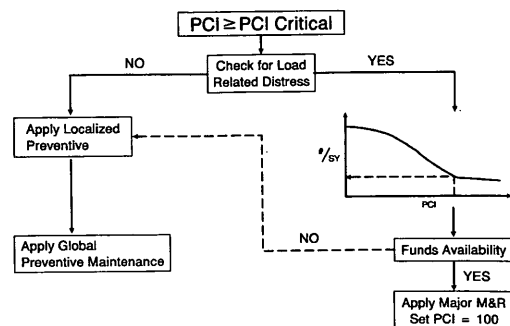 PCI ≥ PCI Critical
NO
Check for Load
Related Distress
YES
Apply Localized
Preventive
$/SY
PCI
Apply Global
Preventive Maintenance
NO
Funds Availability
YES
Apply Major M&R
Set PCI = 100